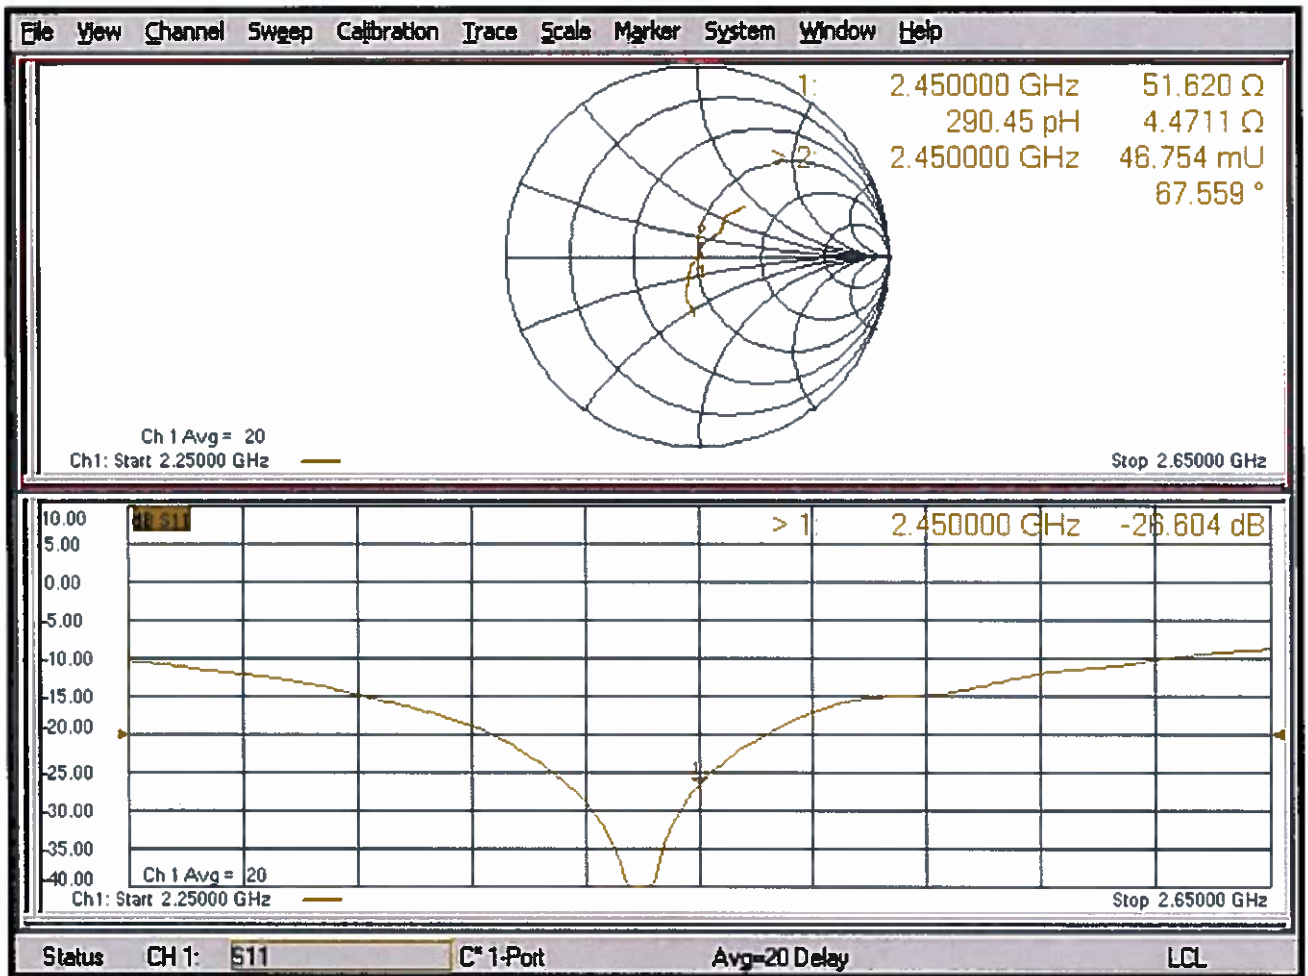 File View Channel Sweep Calibration Trace Scale Marker System Window Help
1: 2.450000 GHz 51.620 Ω
290.45 pH 4.4711 Ω
> 2: 2.450000 GHz 46.754 mU
67.559 °
Ch 1 Avg = 20
Ch1: Start 2.25000 GHz Stop 2.65000 GHz
10.00 dB S11 > 1: 2.450000 GHz -26.604 dB
5.00
0.00
-5.00
-10.00
-15.00
-20.00
-25.00
1
-30.00
-35.00
-40.00 Ch 1 Avg = 20
Ch1: Start 2.25000 GHz Stop 2.65000 GHz
Status CH 1: S11 C* 1-Port Avg=20 Delay LCL